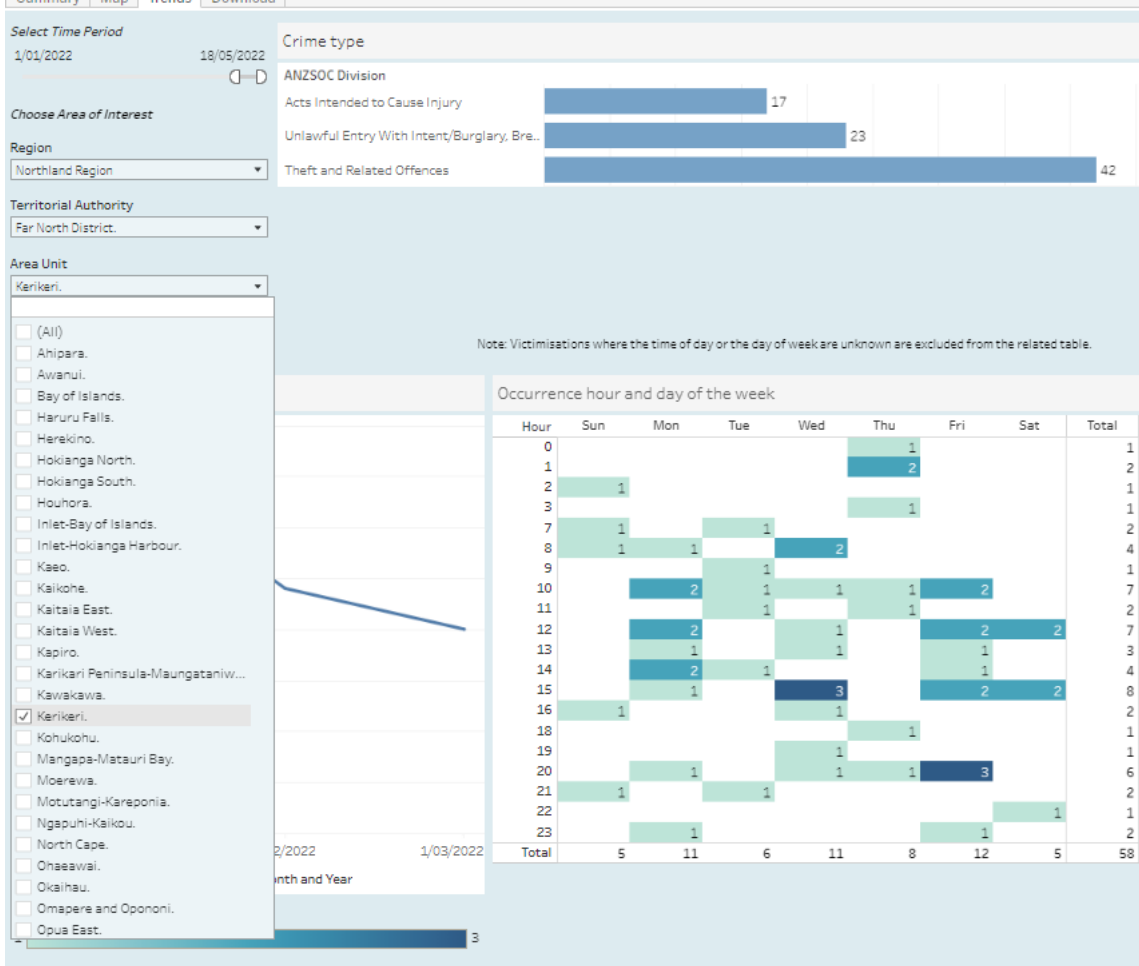 Summary Map Trends Download
Select Time Period
1/01/2022 18/05/2022
Choose Area of Interest
Region
Northland Region
Territorial Authority
Far North District.
Area Unit
Kerikeri.
(All)
Ahipara.
Awanui.
Bay of Islands.
Haruru Falls.
Herekino.
Hokianga North.
Hokianga South.
Houhora.
Inlet-Bay of Islands.
Inlet-Hokianga Harbour.
Kaeo.
Kaikohe.
Kaitaia East.
Kaitaia West.
Kapiro.
Karikari Peninsula-Maungataniw...
Kawakawa.
Kerikeri.
Kohukohu.
Mangapa-Matauri Bay.
Moerewa.
Motutangi-Kareponia.
Ngapuhi-Kaikou.
North Cape.
Ohaeawai.
Okaihau.
Omapere and Opononi.
Opua East.
Crime type
ANZSOC Division
Acts Intended to Cause Injury 17
Unlawful Entry With Intent/Burglary, Bre.. 23
Theft and Related Offences 42
Note: Victimisations where the time of day or the day of week are unknown are excluded from the related table.
2/2022 1/03/2022
onth and Year
3
Occurrence hour and day of the week
Hour Sun Mon Tue Wed Thu Fri Sat Total
0 1 1
1 2 2
2 1 1
3 1 1
7 1 1 2
8 1 1 2 4
9 1 1
10 2 1 1 1 2 7
11 1 1 2
12 2 1 2 2 7
13 1 1 1 3
14 2 1 1 4
15 1 3 2 2 8
16 1 1 2
18 1 1
19 1 1
20 1 1 1 3 6
21 1 1 2
22 1 1
23 1 1 2
Total 5 11 6 11 8 12 5 58